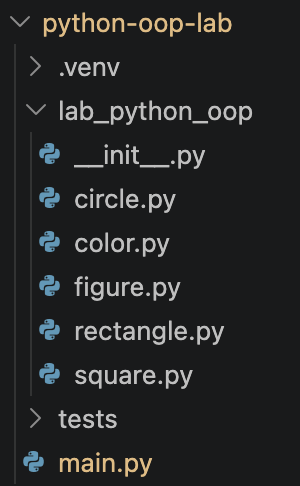 python-oop-lab
.venv
lab_python_oop
__init__.py
circle.py
color.py
figure.py
rectangle.py
square.py
tests
main.py